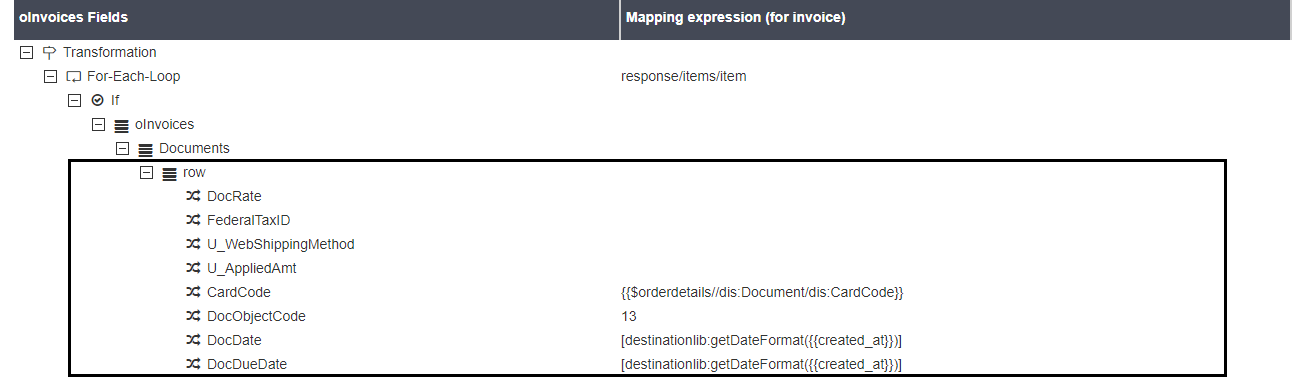 oInvoices Fields Mapping expression (for invoice)
Transformation
For-Each-Loop response/items/item
If
oInvoices
Documents
row
DocRate
FederalTaxID
U_WebShippingMethod
U_AppliedAmt
CardCode {{$orderdetails//dis:Document/dis:CardCode}}
DocObjectCode 13
DocDate [destinationlib:getDateFormat({{created_at}})]
DocDueDate [destinationlib:getDateFormat({{created_at}})]